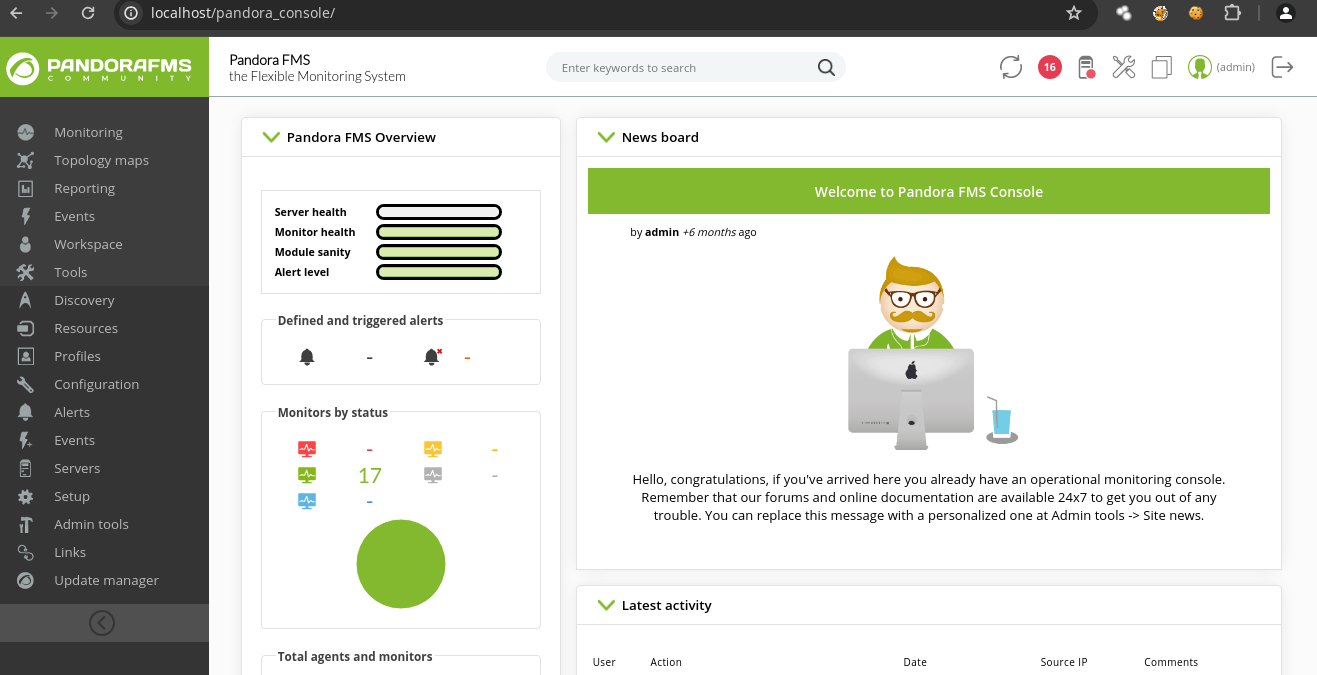 localhost/pandora_console/
PANDORAFMS
COMMUNITY
Pandora FMS
the Flexible Monitoring System
Enter keywords to search
16
(admin)
Monitoring
Topology maps
Reporting
Events
Workspace
Tools
Discovery
Resources
Profiles
Configuration
Alerts
Events
Servers
Setup
Admin tools
Links
Update manager
Pandora FMS Overview
Server health
Monitor health
Module sanity
Alert level
Defined and triggered alerts
- -
Monitors by status
- -
17 -
-
Total agents and monitors
News board
Welcome to Pandora FMS Console
by admin +6 months ago
Hello, congratulations, if you've arrived here you already have an operational monitoring console.
Remember that our forums and online documentation are available 24x7 to get you out of any
trouble. You can replace this message with a personalized one at Admin tools -> Site news.
Latest activity
User Action Date Source IP Comments